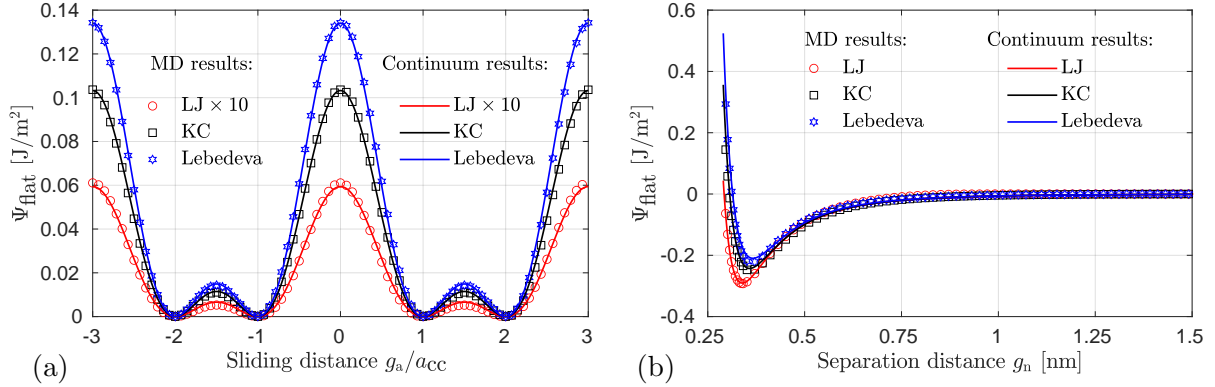 0.14
0.12
0.1
0.08
0.06
0.04
0.02
0
Ψflat [J/m²]
MD results:
LJ × 10
KC
Lebedeva
Continuum results:
LJ × 10
KC
Lebedeva
-3 -2 -1 0 1 2 3
(a) Sliding distance ga/aCC
0.6
0.4
0.2
0
-0.2
-0.4
Ψflat [J/m²]
MD results:
LJ
KC
Lebedeva
Continuum results:
LJ
KC
Lebedeva
0.25 0.5 0.75 1 1.25 1.5
(b) Separation distance gn [nm]